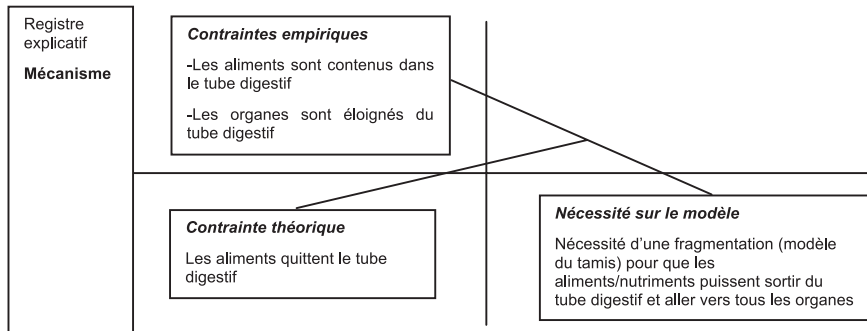 Registre
explicatif
Mécanisme
Contraintes empiriques
-Les aliments sont contenus dans
le tube digestif
-Les organes sont éloignés du
tube digestif
Contrainte théorique
Les aliments quittent le tube
digestif
Nécessité sur le modèle
Nécessité d'une fragmentation (modèle
du tamis) pour que les
aliments/nutriments puissent sortir du
tube digestif et aller vers tous les organes